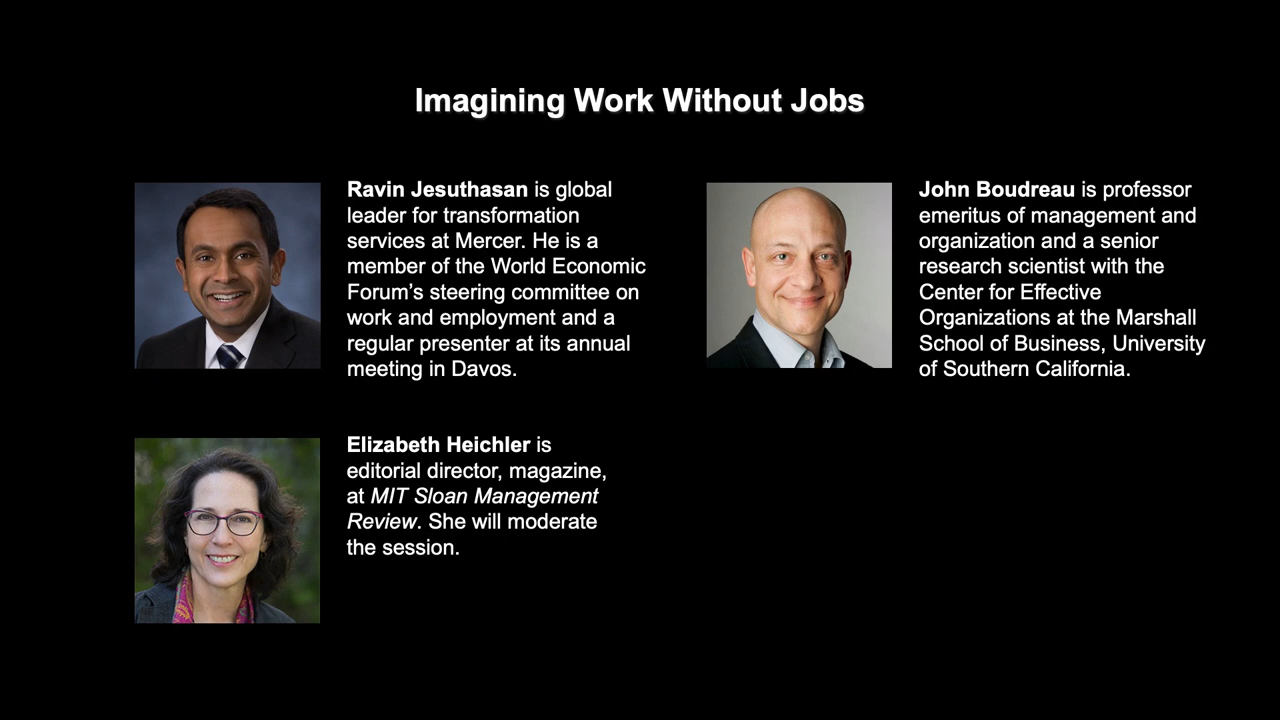 Imagining Work Without Jobs
Ravin Jesuthasan is global
leader for transformation
services at Mercer. He is a
member of the World Economic
Forum’s steering committee on
work and employment and a
regular presenter at its annual
meeting in Davos.
John Boudreau is professor
emeritus of management and
organization and a senior
research scientist with the
Center for Effective
Organizations at the Marshall
School of Business, University
of Southern California.
Elizabeth Heichler is
editorial director, magazine,
at MIT Sloan Management
Review. She will moderate
the session.